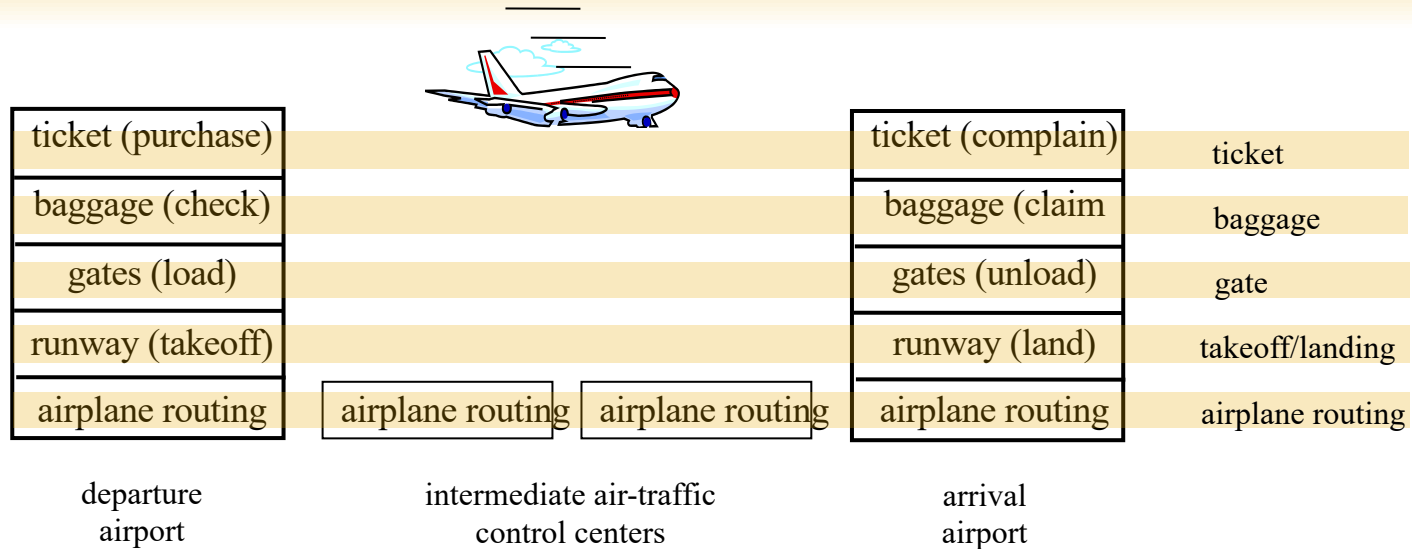 ticket (purchase)
baggage (check)
gates (load)
runway (takeoff)
airplane routing
airplane routing
airplane routing
ticket (complain)
baggage (claim
gates (unload)
runway (land)
airplane routing
ticket
baggage
gate
takeoff/landing
airplane routing
departure
airport
intermediate air-traffic
control centers
arrival
airport